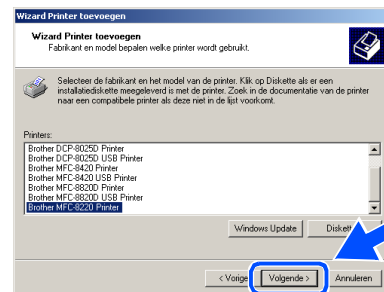 Wizard Printer toevoegen
Wizard Printer toevoegen
Fabrikant en model bepalen welke printer wordt gebruikt.
Selecteer de fabrikant en het model van de printer. Klik op Diskette als er een
installatiediskette meegeleverd is met de printer. Zoek in de documentatie van de printer
naar een compatibele printer als deze niet in de lijst voorkomt.
Printers:
Brother DCP-8025D Printer
Brother DCP-8025D USB Printer
Brother MFC-8420 Printer
Brother MFC-8420 USB Printer
Brother MFC-8820D Printer
Brother MFC-8820D USB Printer
Brother MFC-8220 Printer
Windows Update Disket
< Vorige Volgende > Annuleren